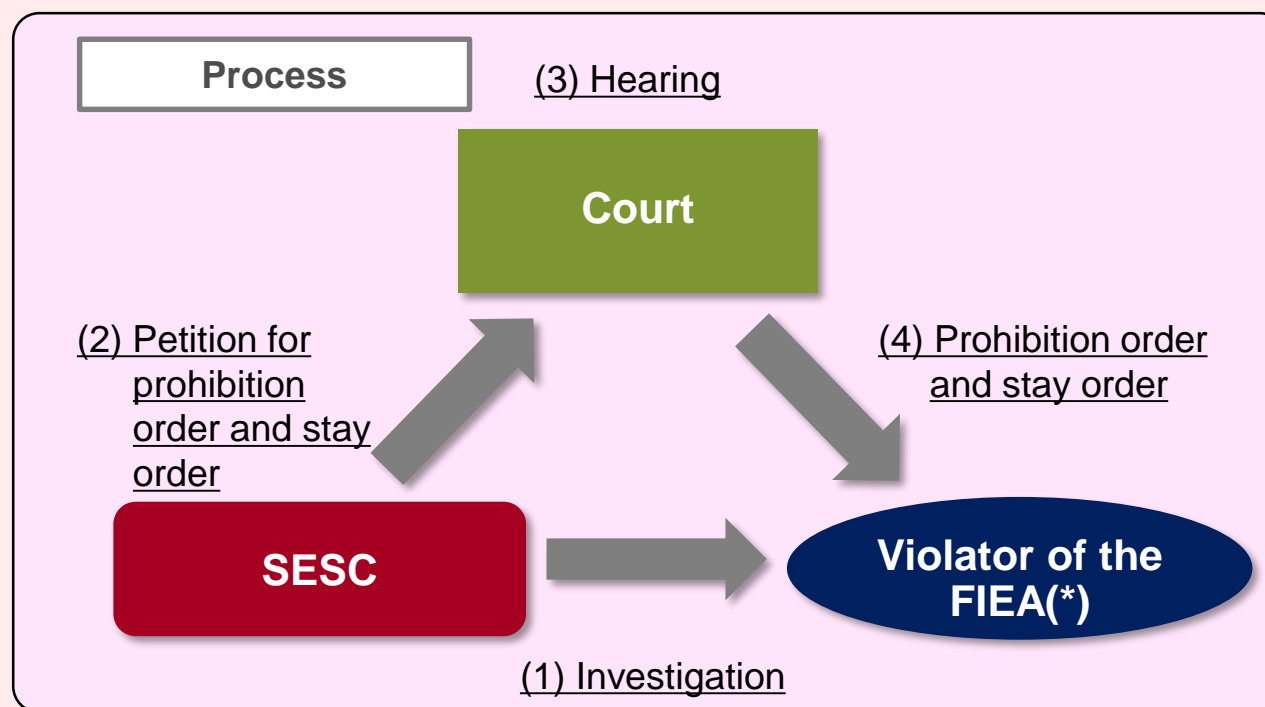 Process
(3) Hearing
Court
(2) Petition for
prohibition
order and stay
order
(4) Prohibition order
and stay order
SESC
Violator of the
FIEA(*)
(1) Investigation